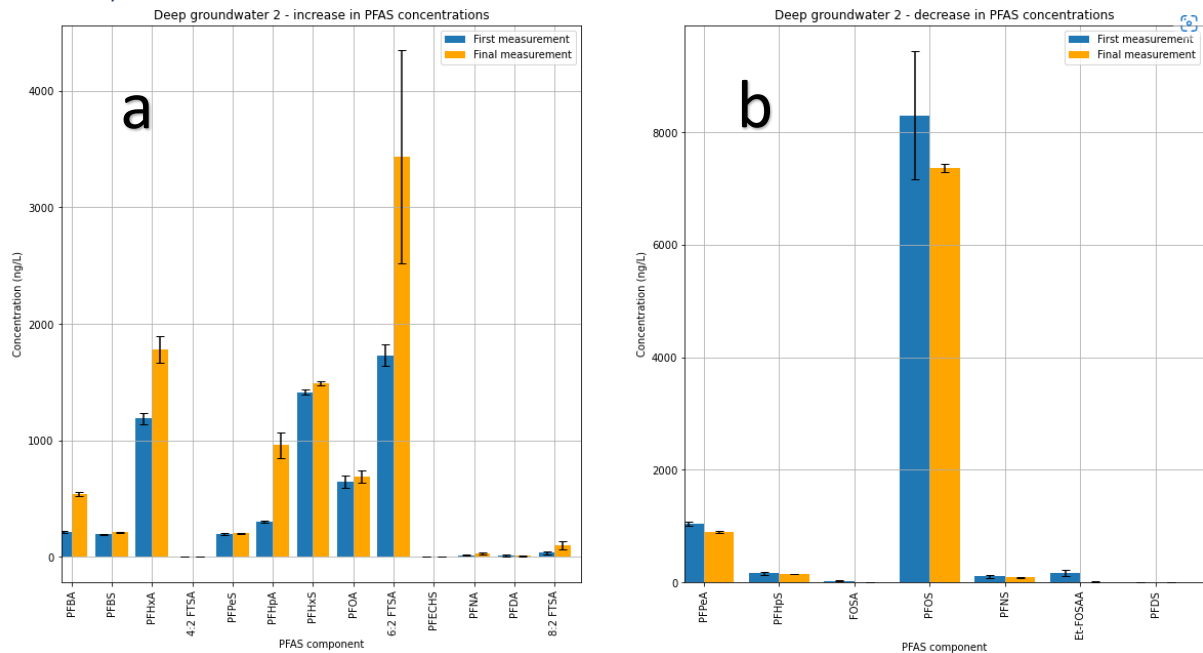 Deep groundwater 2 - increase in PFAS concentrations
First measurement
Final measurement
a
Concentration (ng/L)
4000
3000
2000
1000
0
PFBA
PFBS
PFHxA
4:2 FTSA
PFPeS
PFHpA
PFHxS
PFOA
6:2 FTSA
PFECHS
PFNA
PFDA
8:2 FTSA
PFAS component
Deep groundwater 2 - decrease in PFAS concentrations
First measurement
Final measurement
b
Concentration (ng/L)
8000
6000
4000
2000
0
PFPeA
PFHpS
FOSA
PFOS
PFNS
Et-FOSAA
PFDS
PFAS component